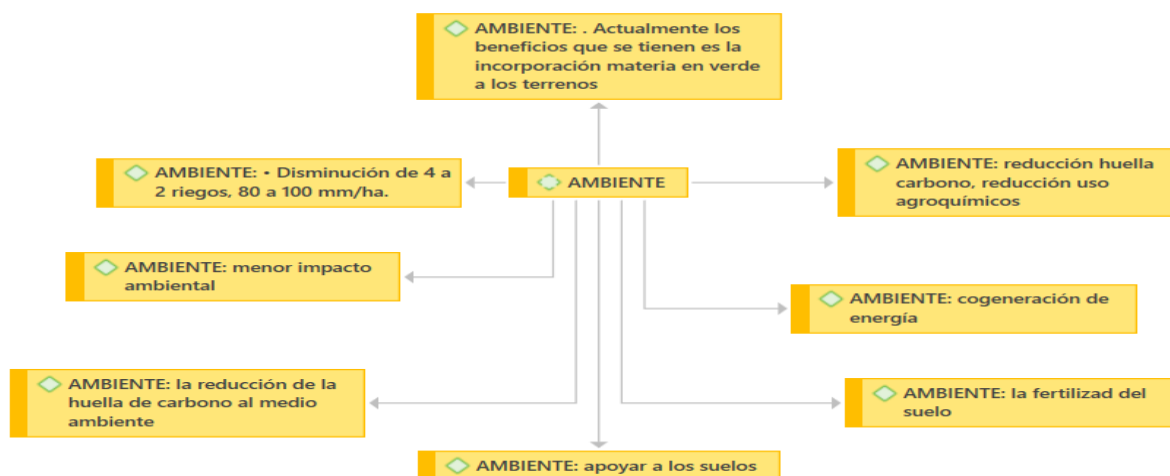 AMBIENTE: . Actualmente los
beneficios que se tienen es la
incorporación materia en verde
a los terrenos
AMBIENTE: • Disminución de 4 a
2 riegos, 80 a 100 mm/ha.
AMBIENTE
AMBIENTE: reducción huella
carbono, reducción uso
agroquímicos
AMBIENTE: menor impacto
ambiental
AMBIENTE: cogeneración de
energía
AMBIENTE: la reducción de la
huella de carbono al medio
ambiente
AMBIENTE: la fertilizad del
suelo
AMBIENTE: apoyar a los suelos